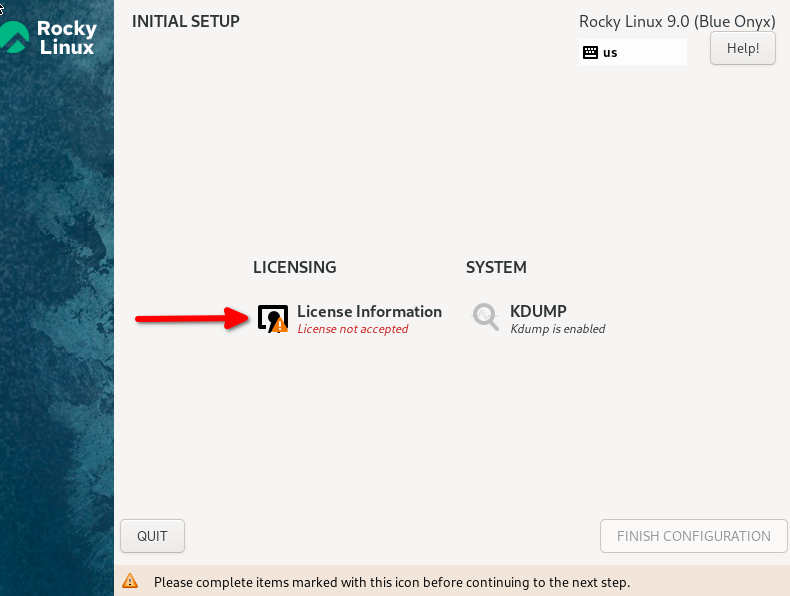 Rocky
Linux
INITIAL SETUP
Rocky Linux 9.0 (Blue Onyx)
us
Help!
LICENSING
License Information
License not accepted
SYSTEM
KDUMP
Kdump is enabled
QUIT
FINISH CONFIGURATION
Please complete items marked with this icon before continuing to the next step.